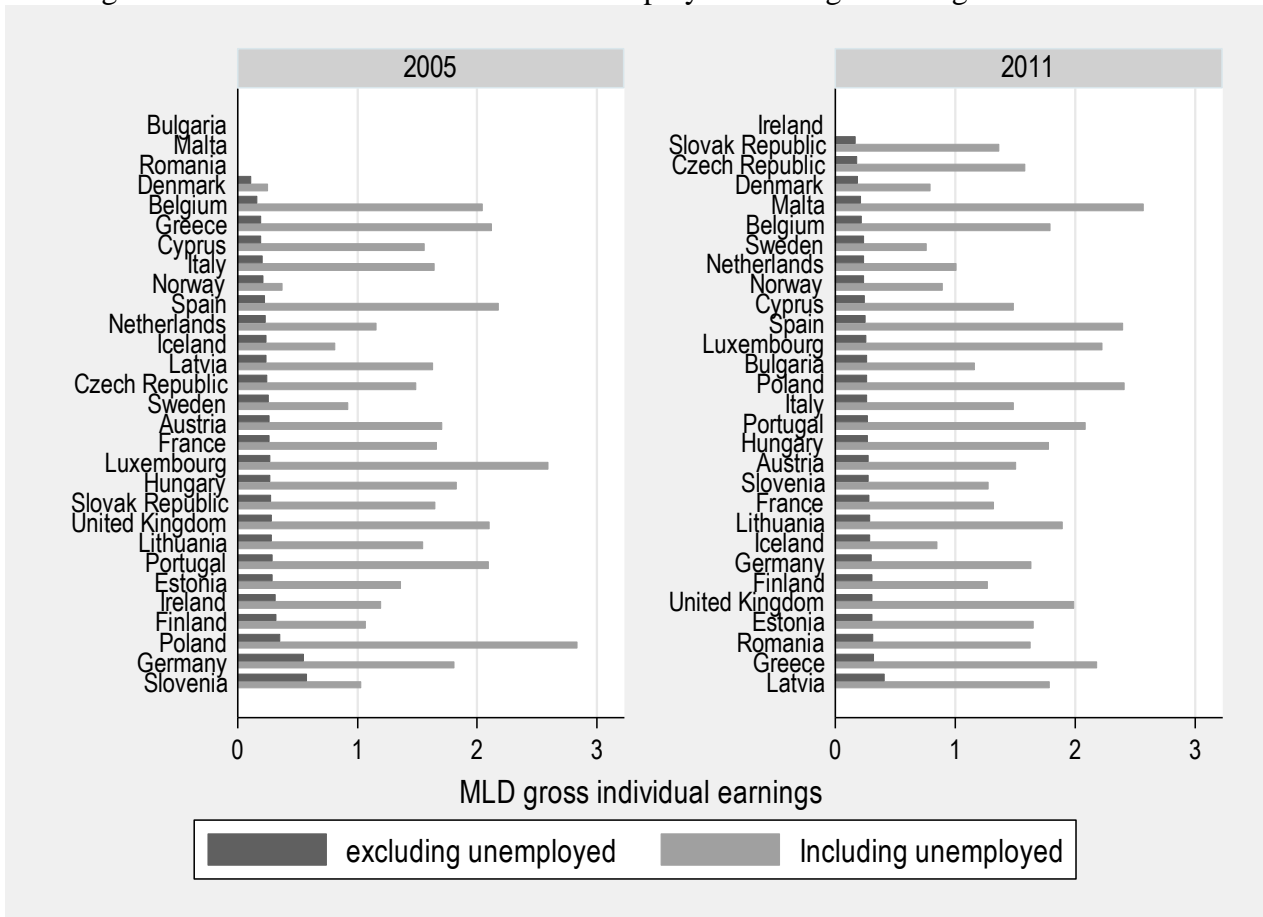 2005
Bulgaria
Malta
Romania
Denmark
Belgium
Greece
Cyprus
Italy
Norway
Spain
Netherlands
Iceland
Latvia
Czech Republic
Sweden
Austria
France
Luxembourg
Hungary
Slovak Republic
United Kingdom
Lithuania
Portugal
Estonia
Ireland
Finland
Poland
Germany
Slovenia
0 1 2 3
2011
Ireland
Slovak Republic
Czech Republic
Denmark
Malta
Belgium
Sweden
Netherlands
Norway
Cyprus
Spain
Luxembourg
Bulgaria
Poland
Italy
Portugal
Hungary
Austria
Slovenia
France
Lithuania
Iceland
Germany
Finland
United Kingdom
Estonia
Romania
Greece
Latvia
0 1 2 3
MLD gross individual earnings
excluding unemployed
Including unemployed